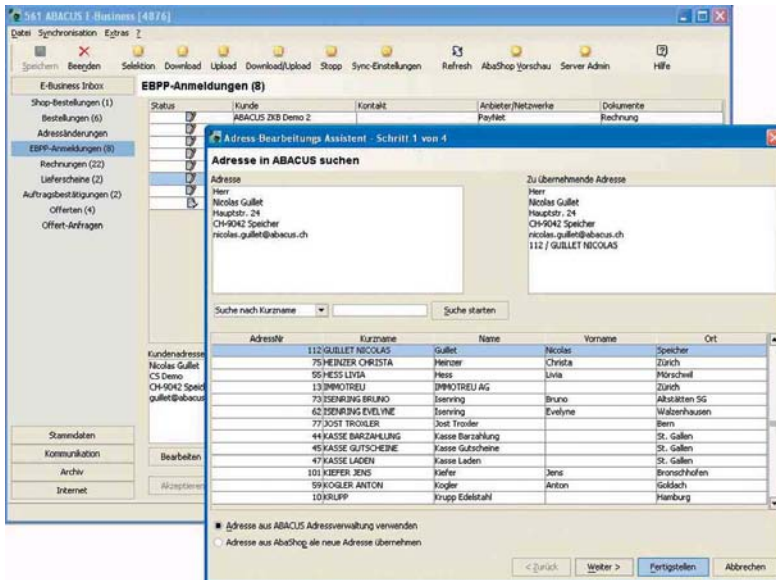 561 ABACUS E-Business [4876]
Datei Synchronisation Extras ?
Speichern Beenden Selektion Download Upload Download/Upload Stopp Sync-Einstellungen Refresh AbaShop Vorschau Server Admin Hilfe
E-Business Inbox
Shop-Bestellungen (1)
Bestellungen (6)
Adressänderungen
EBPP-Anmeldungen (8)
Rechnungen (22)
Lieferscheine (2)
Auftragsbestätigungen (2)
Offerten (4)
Offert-Anfragen
Stammdaten
Kommunikation
Archiv
Internet
EBPP-Anmeldungen (8)
Status Kunde Kontakt Anbieter/Netzwerke Dokumente
ABACUS ZKB Demo 2 PayNet Rechnung
Kundenadresse
Nicolas Guillet
CS Demo
CH-9042 Speic
guillet@abacus
Bearbeiten
Akzeptieren
Adress Bearbeitungs Assistent - Schritt 1 von 4
Adresse in ABACUS suchen
Adresse
Herr
Nicolas Guillet
Hauptstr. 24
CH-9042 Speicher
nicolas.guillet@abacus.ch
Zu übernehmende Adresse
Herr
Nicolas Guillet
Hauptstr. 24
CH-9042 Speicher
nicolas.guillet@abacus.ch
112 / GUILLET NICOLAS
Suche nach Kurzname Suche starten
AdressNr Kurzname Name Vorname Ort
112 GUILLET NICOLAS Guillet Nicolas Speicher
75 HEINZER CHRISTA Heinzer Christa Zürich
55 HESS LIVIA Hess Livia Mörschwil
13 IMMOTREU IMMOTREU AG Zürich
73 ISENRING BRUNO Isenring Bruno Altstätten SG
62 ISENRING EVELYNE Isenring Evelyne Walzenhausen
77 JOST TROXLER Jost Troxler Bern
44 KASSE BARZAHLUNG Kasse Barzahlung St. Gallen
45 KASSE GUTSCHEINE Kasse Gutscheine St. Gallen
47 KASSE LADEN Kasse Laden St. Gallen
101 KIEFER JENS Kiefer Jens Bronschhofen
59 KOGLER ANTON Kogler Anton Goldach
10 KRUPP Krupp Edelstahl Hamburg
Adresse aus ABACUS Adressverwaltung verwenden
Adresse aus AbaShop ale neue Adresse übernehmen
< Zurück Weiter > Fertigstellen Abbrechen